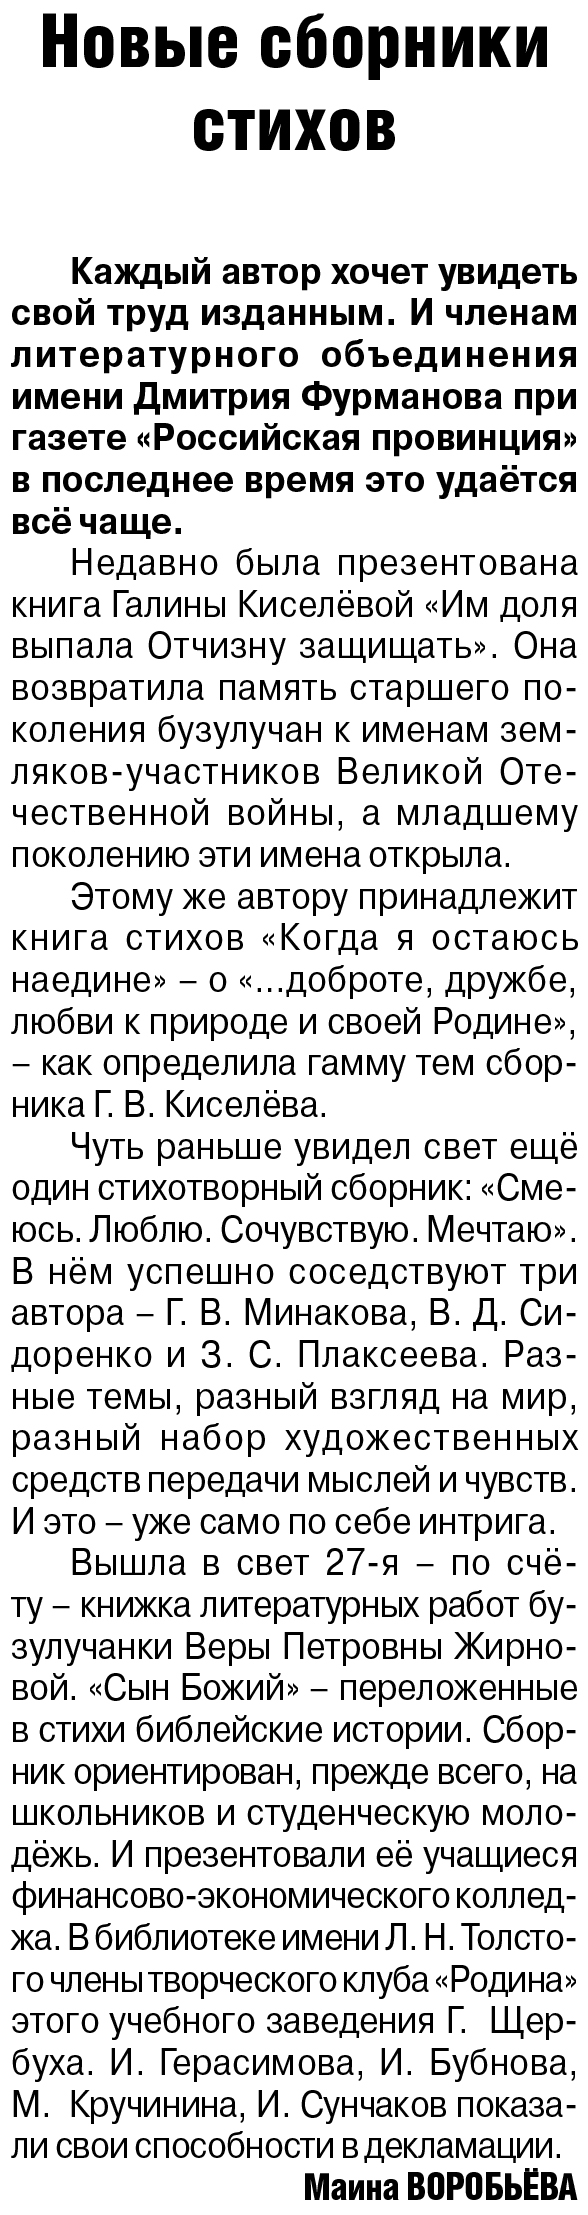 Новые сборники
стихов
Каждый автор хочет увидеть
свой труд изданным. И членам
литературного объединения
имени Дмитрия Фурманова при
газете «Российская провинция»
в последнее время это удаётся
всё чаще.
Недавно была презентована
книга Галины Киселёвой «Им доля
выпала Отчизну защищать». Она
возвратила память старшего по-
коления бузулучан к именам зем-
ляков-участников Великой Оте-
чественной войны, а младшему
поколению эти имена открыла.
Этому же автору принадлежит
книга стихов «Когда я остаюсь
наедине» – о «...доброте, дружбе,
любви к природе и своей Родине»,
– как определила гамму тем сбор-
ника Г. В. Киселёва.
Чуть раньше увидел свет ещё
один стихотворный сборник: «Сме-
юсь. Люблю. Сочувствую. Мечтаю».
В нём успешно соседствуют три
автора – Г. В. Минакова, В. Д. Си-
доренко и З. С. Плаксеева. Раз-
ные темы, разный взгляд на мир,
разный набор художественных
средств передачи мыслей и чувств.
И это – уже само по себе интрига.
Вышла в свет 27-я – по счё-
ту – книжка литературных работ бу-
зулучанки Веры Петровны Жирно-
вой. «Сын Божий» – переложенные
в стихи библейские истории. Сбор-
ник ориентирован, прежде всего, на
школьников и студенческую моло-
дёжь. И презентовали её учащиеся
финансово-экономического коллед-
жа. В библиотеке имени Л. Н. Толсто-
го члены творческого клуба «Родина»
этого учебного заведения Г. Щер-
буха. И. Герасимова, И. Бубнова,
М. Кручинина, И. Сунчаков показа-
ли свои способности в декламации.
Маина ВОРОБЬЁВА